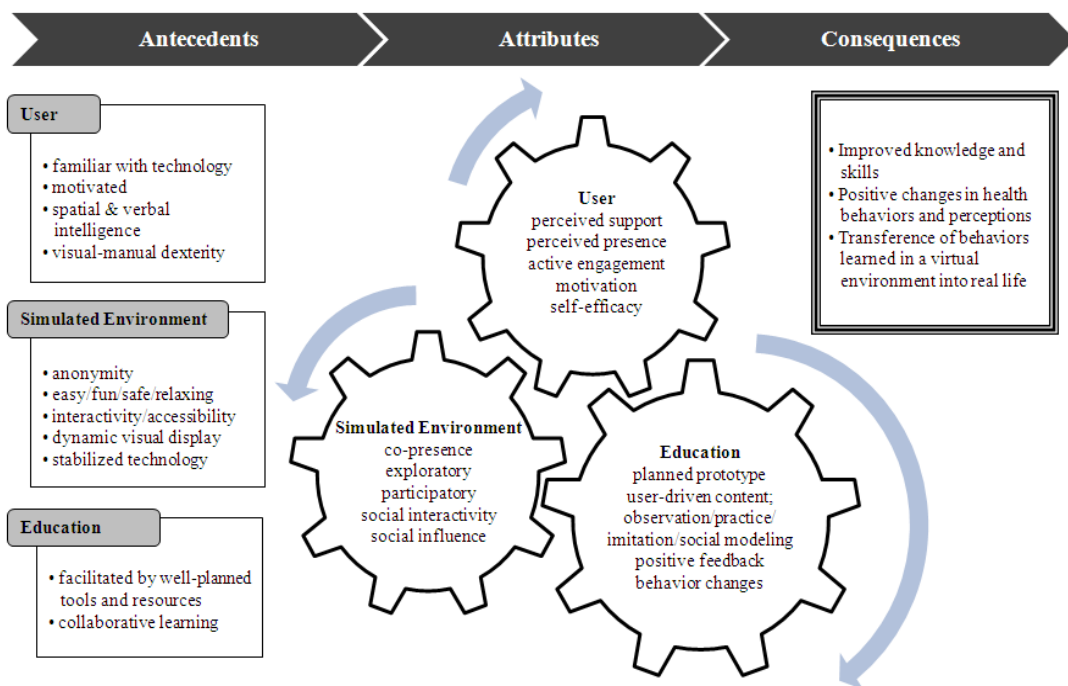 Antecedents
Attributes
Consequences
User
• familiar with technology
• motivated
• spatial & verbal
intelligence
• visual-manual dexterity
Simulated Environment
• anonymity
• easy/fun/safe/relaxing
• interactivity/accessibility
• dynamic visual display
• stabilized technology
Education
• facilitated by well-planned
tools and resources
• collaborative learning
User
perceived support
perceived presence
active engagement
motivation
self-efficacy
Simulated Environment
co-presence
exploratory
participatory
social interactivity
social influence
Education
planned prototype
user-driven content;
observation/practice/
imitation/social modeling
positive feedback
behavior changes
• Improved knowledge and
skills
• Positive changes in health
behaviors and perceptions
• Transference of behaviors
learned in a virtual
environment into real life